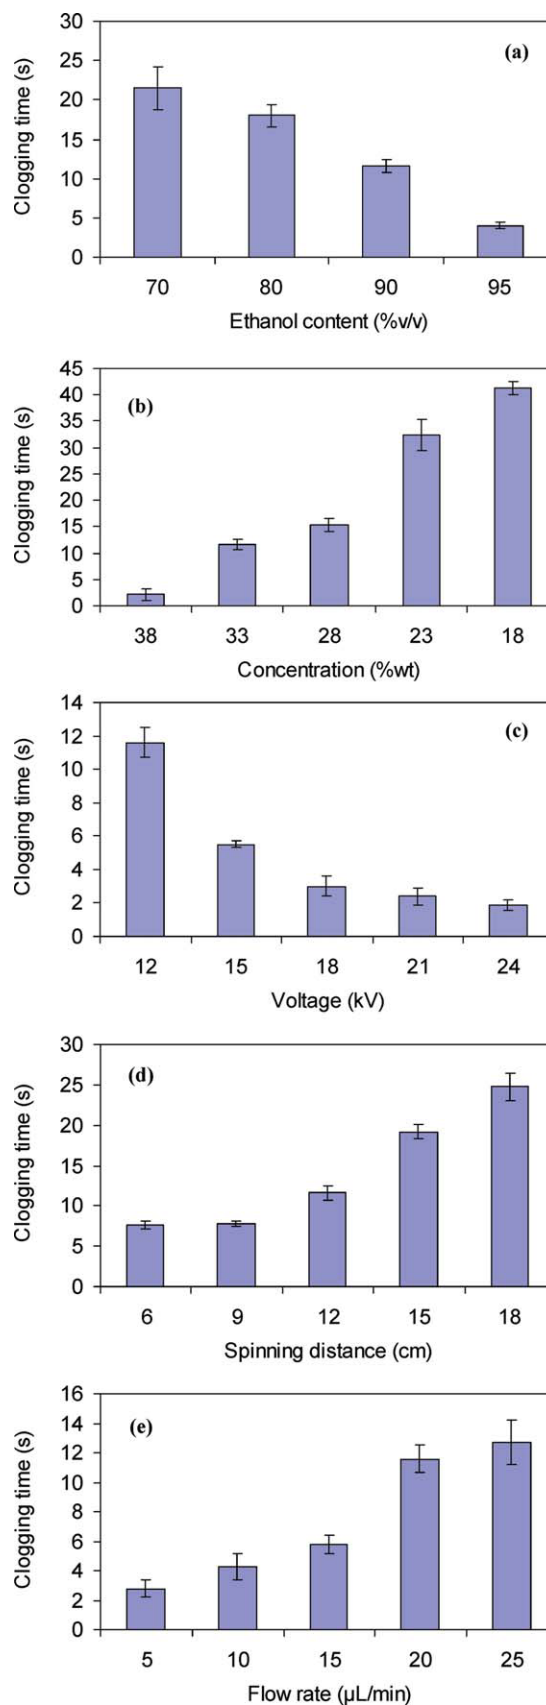 30
25
20
15
10
5
0
Clogging time (s)
(a)
70 80 90 95
Ethanol content (%v/v)
45
40
35
30
25
20
15
10
5
0
Clogging time (s)
(b)
38 33 28 23 18
Concentration (%wt)
14
12
10
8
6
4
2
0
Clogging time (s)
(c)
12 15 18 21 24
Voltage (kV)
30
25
20
15
10
5
0
Clogging time (s)
(d)
6 9 12 15 18
Spinning distance (cm)
16
14
12
10
8
6
4
2
0
Clogging time (s)
(e)
5 10 15 20 25
Flow rate (µL/min)